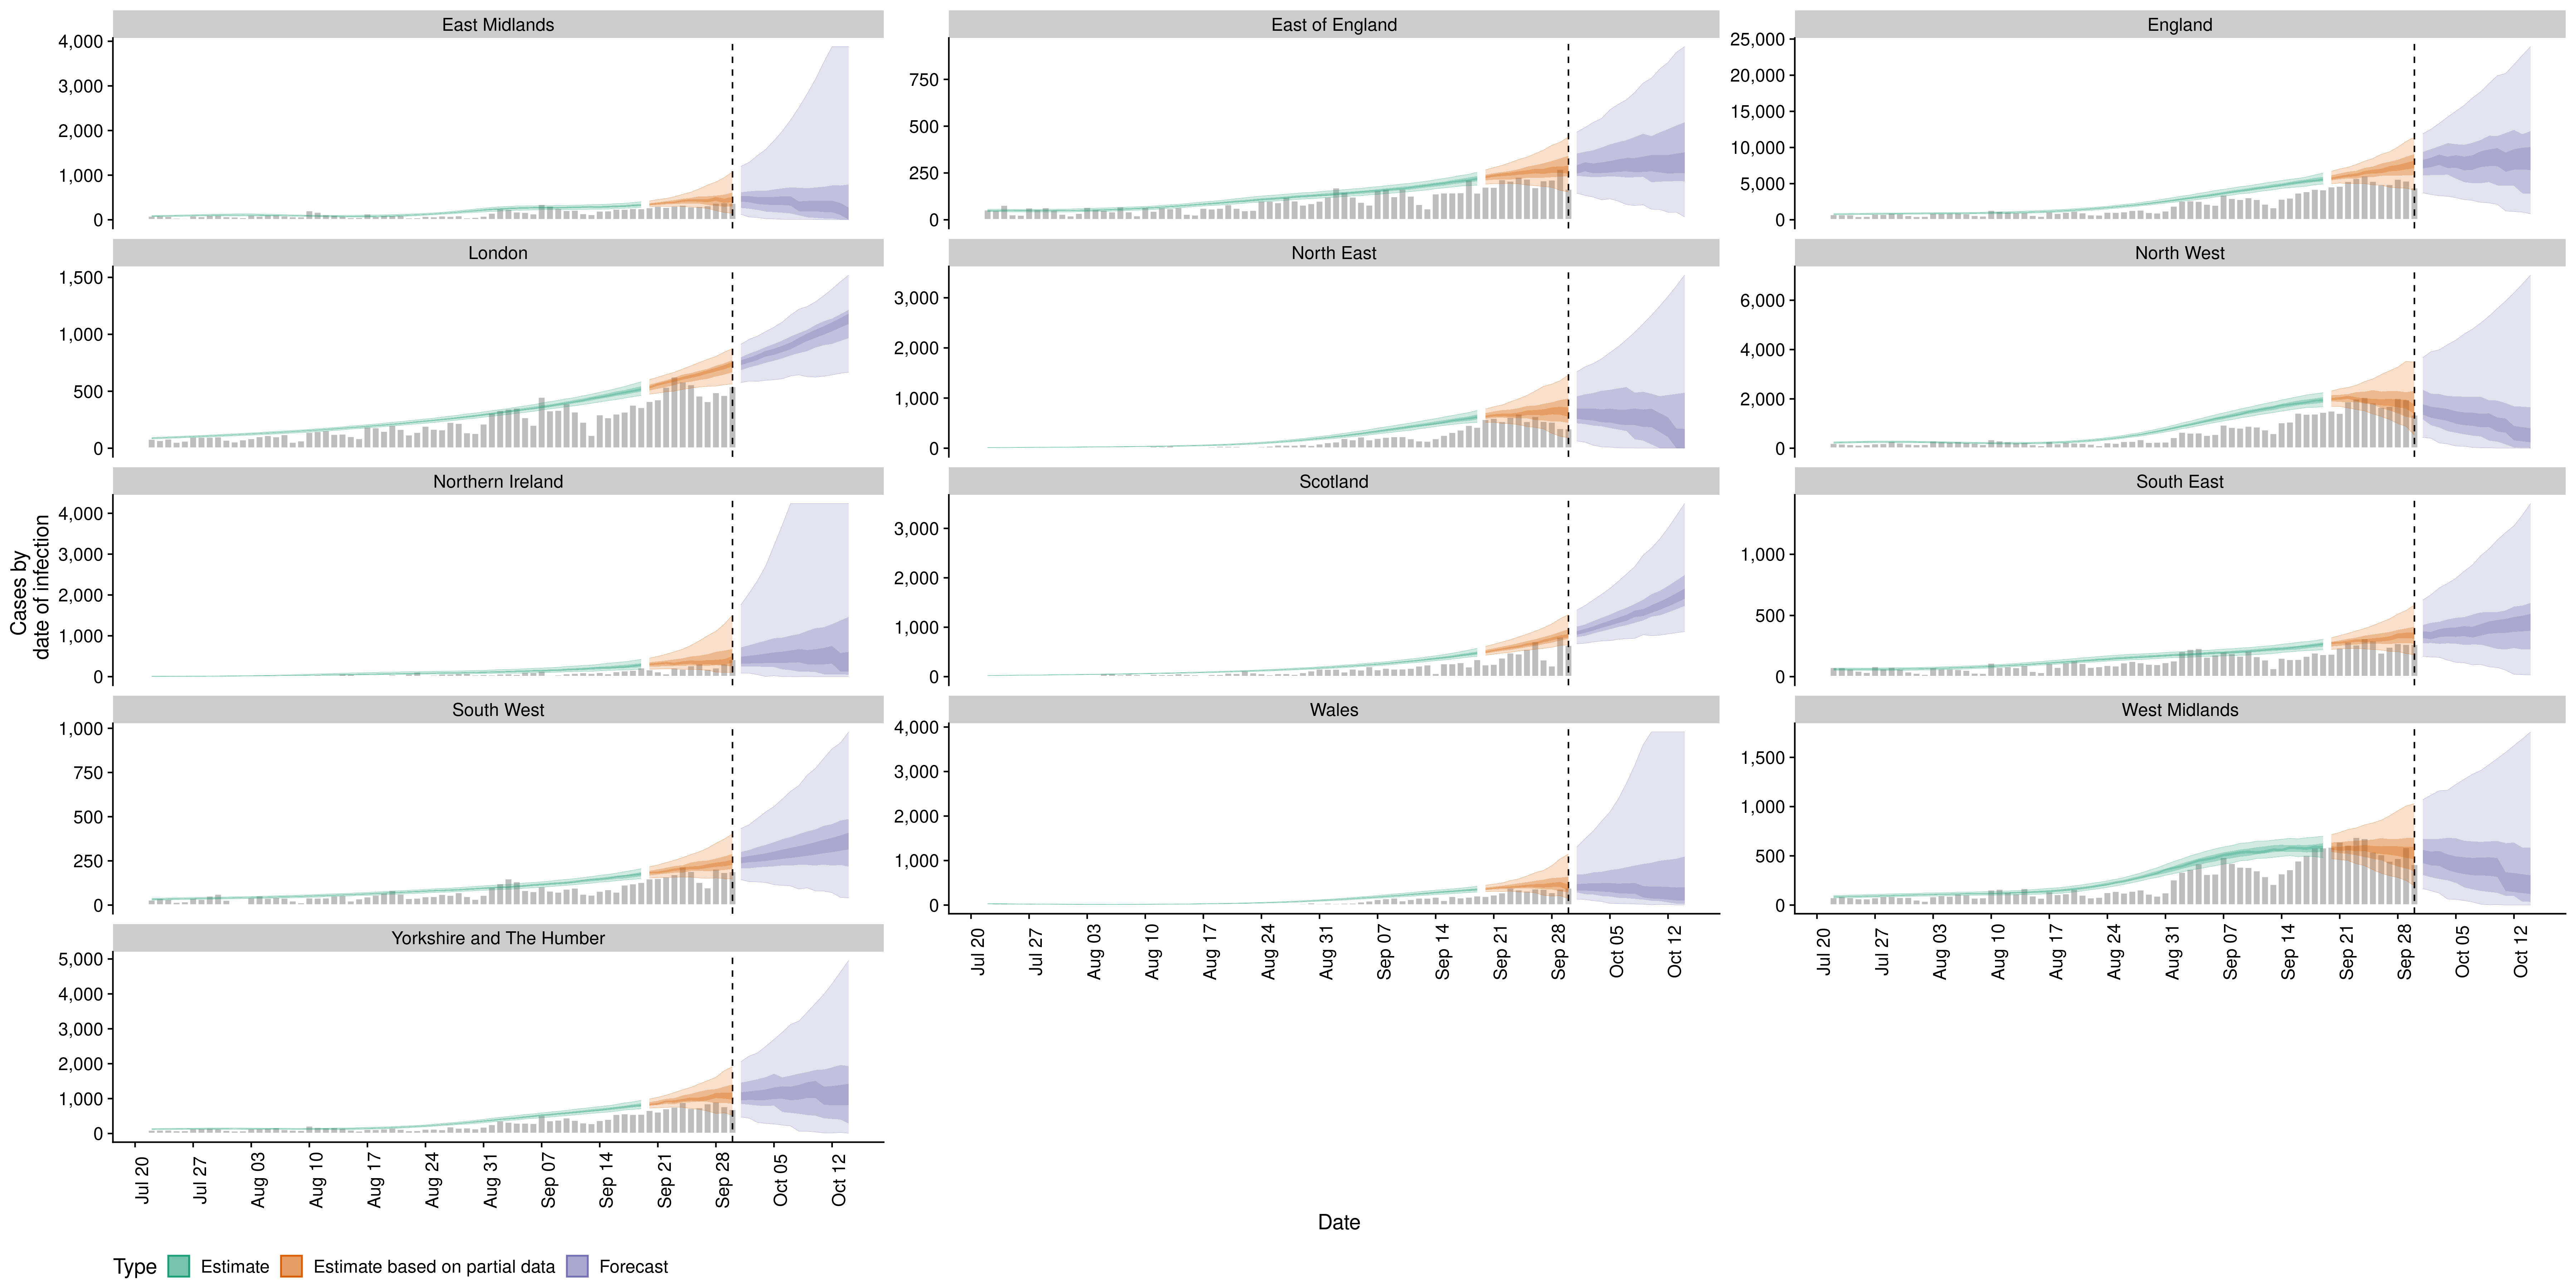 East Midlands
East of England
England
4,000
3,000
2,000
1,000
0
750
500
250
0
25,000
20,000
15,000
10,000
5,000
0
London
North East
North West
1,500
1,000
500
0
3,000
2,000
1,000
0
6,000
4,000
2,000
0
Northern Ireland
Scotland
South East
Cases by
date of infection
4,000
3,000
2,000
1,000
0
3,000
2,000
1,000
0
1,000
500
0
South West
Wales
West Midlands
1,000
750
500
250
0
4,000
3,000
2,000
1,000
0
1,500
1,000
500
0
Jul 20
Jul 27
Aug 03
Aug 10
Aug 17
Aug 24
Aug 31
Sep 07
Sep 14
Sep 21
Sep 28
Oct 05
Oct 12
Jul 20
Jul 27
Aug 03
Aug 10
Aug 17
Aug 24
Aug 31
Sep 07
Sep 14
Sep 21
Sep 28
Oct 05
Oct 12
Yorkshire and The Humber
5,000
4,000
3,000
2,000
1,000
0
Jul 20
Jul 27
Aug 03
Aug 10
Aug 17
Aug 24
Aug 31
Sep 07
Sep 14
Sep 21
Sep 28
Oct 05
Oct 12
Date
Type Estimate Estimate based on partial data Forecast